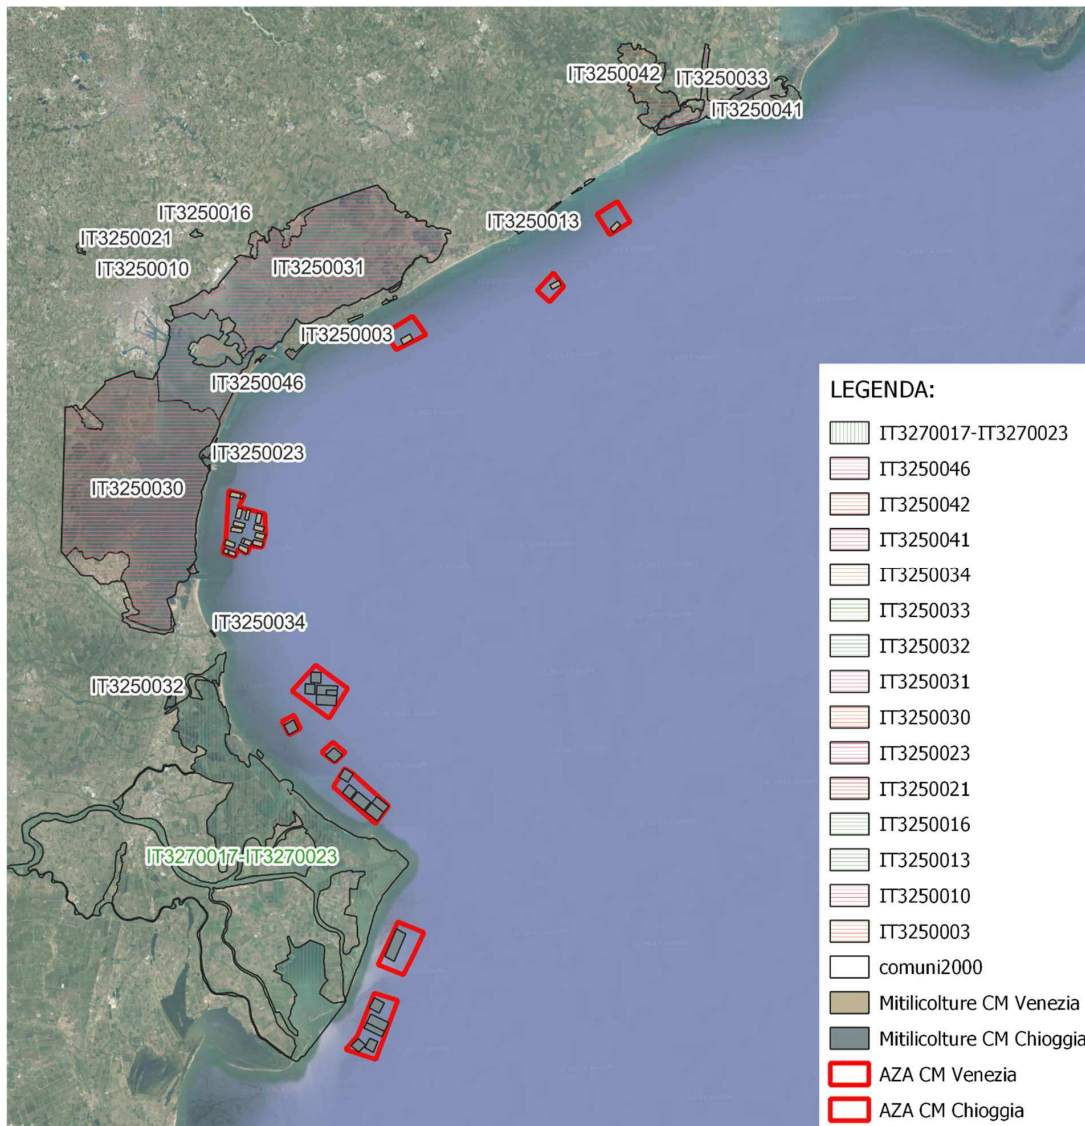 IT3250042
IT3250033
IT3250041
IT3250016
IT3250013
IT3250021
IT3250010
IT3250031
IT3250003
IT3250046
IT3250023
IT3250030
IT3250034
IT3250032
IT3270017-IT3270023
LEGENDA:
IT3270017-IT3270023
IT3250046
IT3250042
IT3250041
IT3250034
IT3250033
IT3250032
IT3250031
IT3250030
IT3250023
IT3250021
IT3250016
IT3250013
IT3250010
IT3250003
comuni2000
Mitilicolture CM Venezia
Mitilicolture CM Chioggia
AZA CM Venezia
AZA CM Chioggia